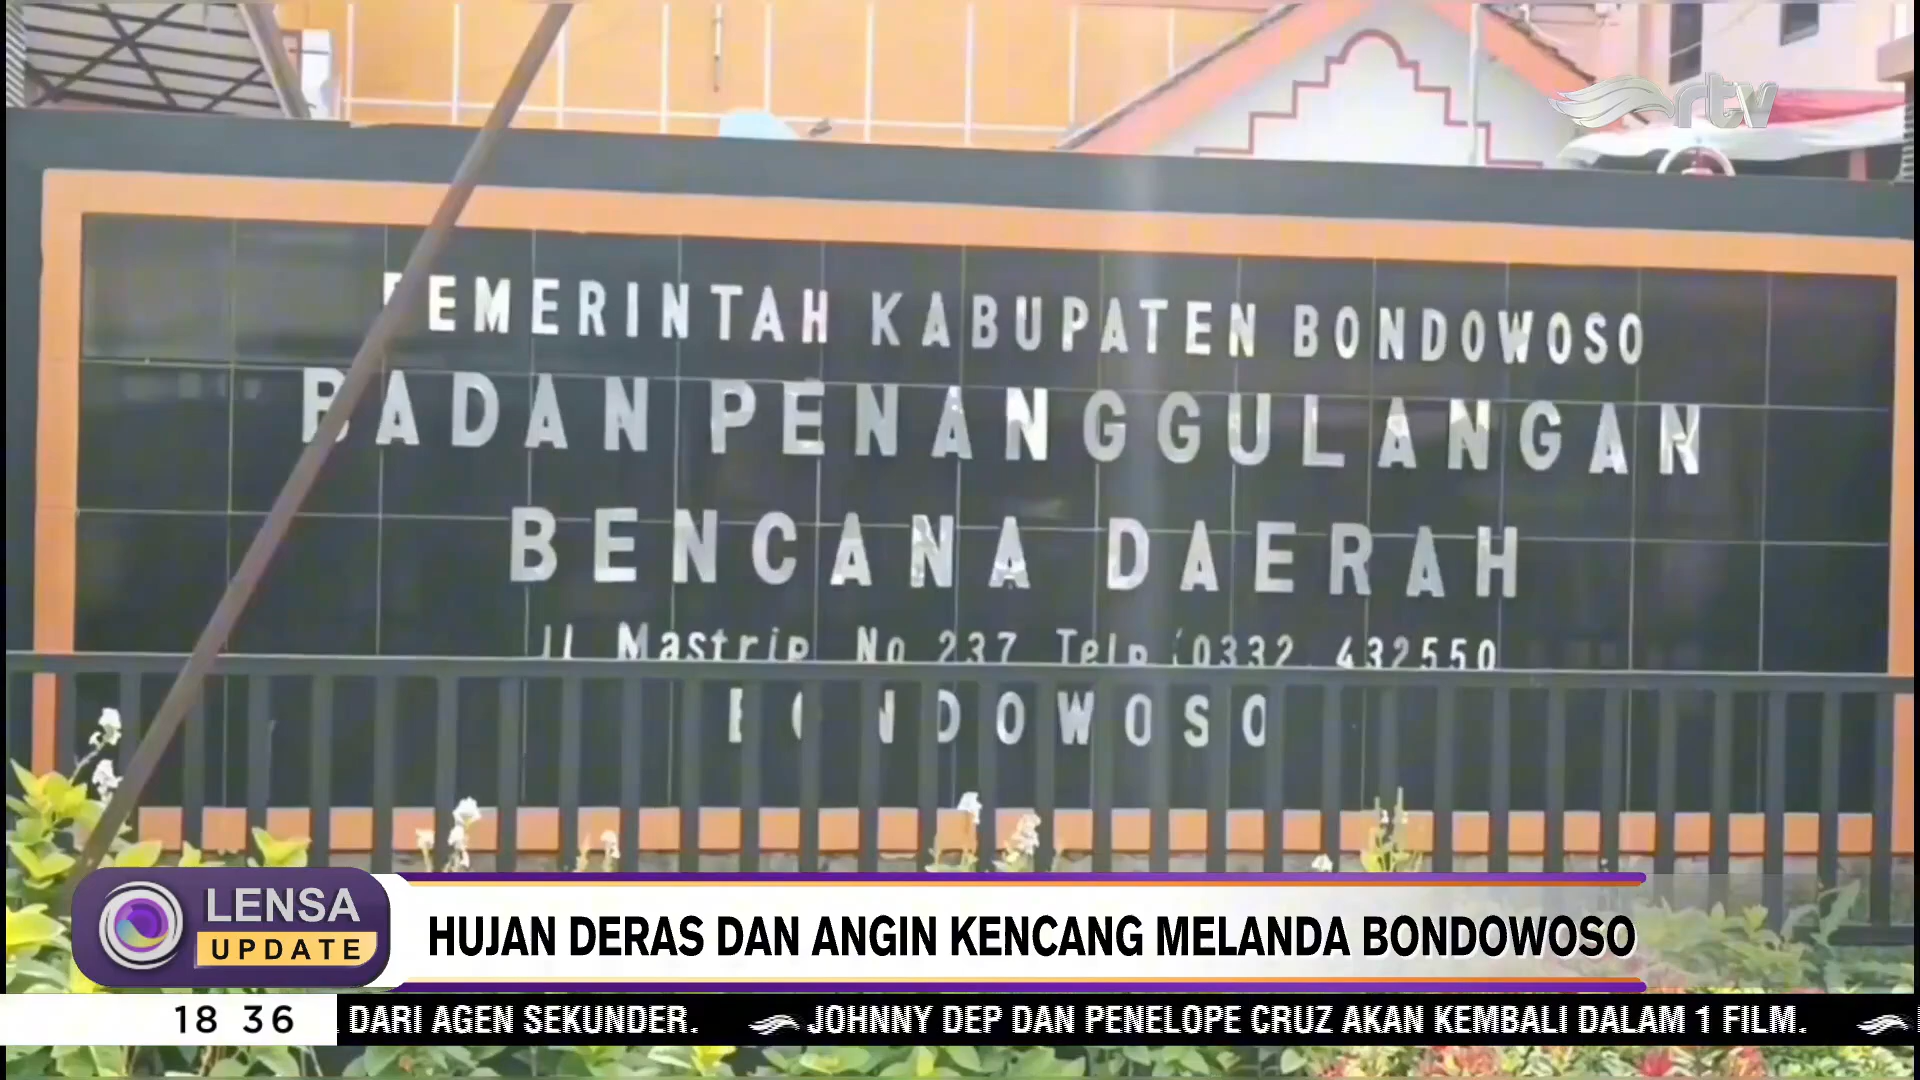 rtv
PEMERINTAH KABUPATEN BONDOWOSO
BADAN PENANGGULANGAN
BENCANA DAERAH
Jl Mastrip No 237 Telp (0332 432550
BONDOWOSO
LENSA
UPDATE
HUJAN DERAS DAN ANGIN KENCANG MELANDA BONDOWOSO
18 36
DARI AGEN SEKUNDER. JOHNNY DEP DAN PENELOPE CRUZ AKAN KEMBALI DALAM 1 FILM.